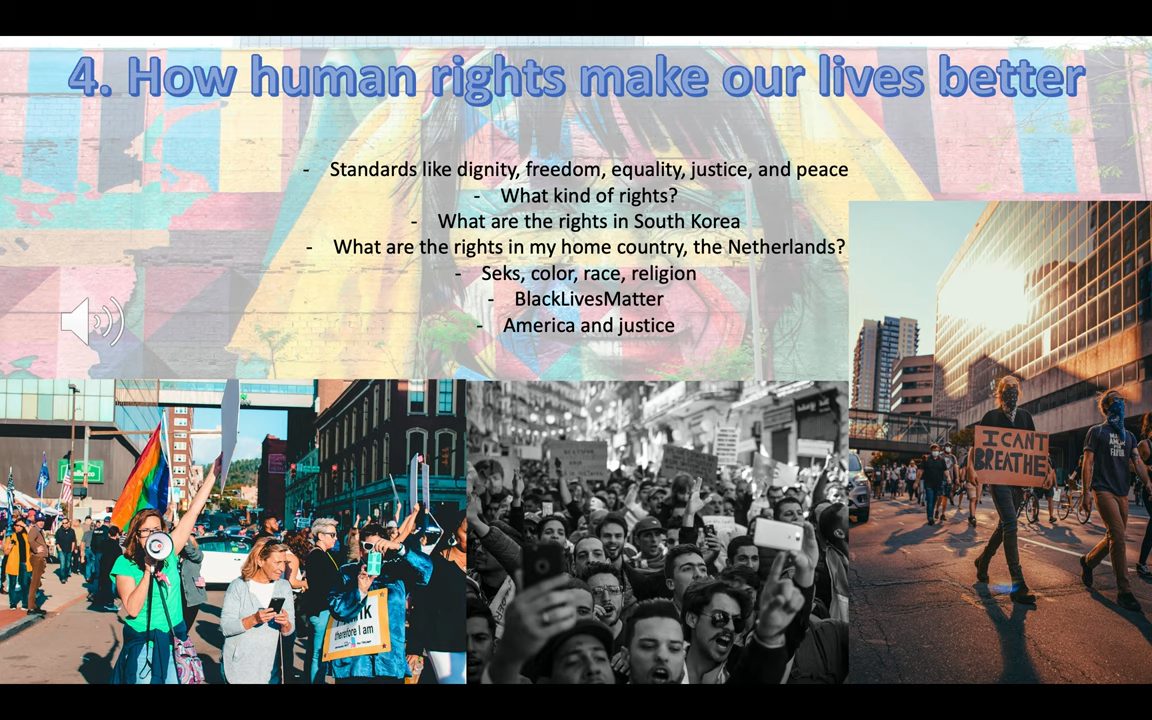 4. How human rights make our lives better
- Standards like dignity, freedom, equality, justice, and peace
- What kind of rights?
- What are the rights in South Korea
- What are the rights in my home country, the Netherlands?
- Seks, color, race, religion
- BlackLivesMatter
- America and justice
I CAN'T
BREATHE
therefore I am